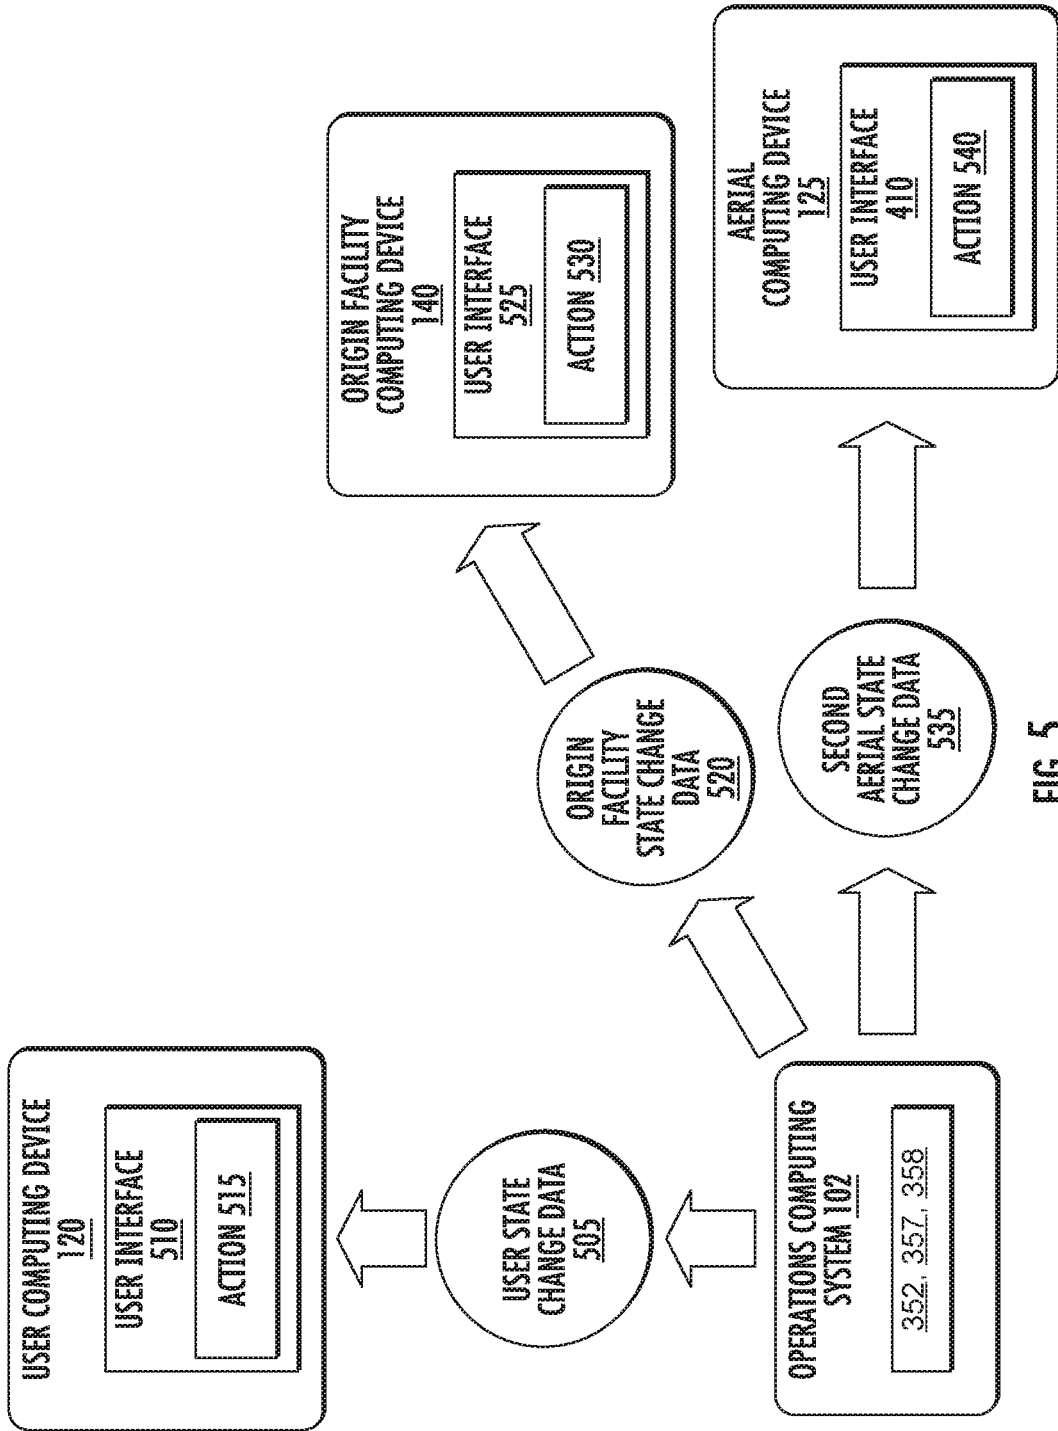 USER COMPUTING DEVICE
120
USER INTERFACE
510
ACTION 515
USER STATE
CHANGE DATA
505
OPERATIONS COMPUTING
SYSTEM 102
352, 357, 358
ORIGIN
FACILITY
STATE CHANGE
DATA
520
ORIGIN FACILITY
COMPUTING DEVICE
140
USER INTERFACE
525
ACTION 530
SECOND
AERIAL STATE
CHANGE DATA
535
AERIAL
COMPUTING DEVICE
125
USER INTERFACE
410
ACTION 540
FIG. 5